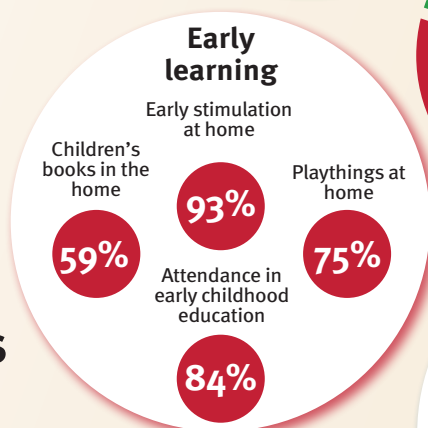 Early
learning
Early stimulation
at home
93%
Children's
books in the
home
59%
Playthings at
home
75%
Attendance in
early childhood
education
84%
s